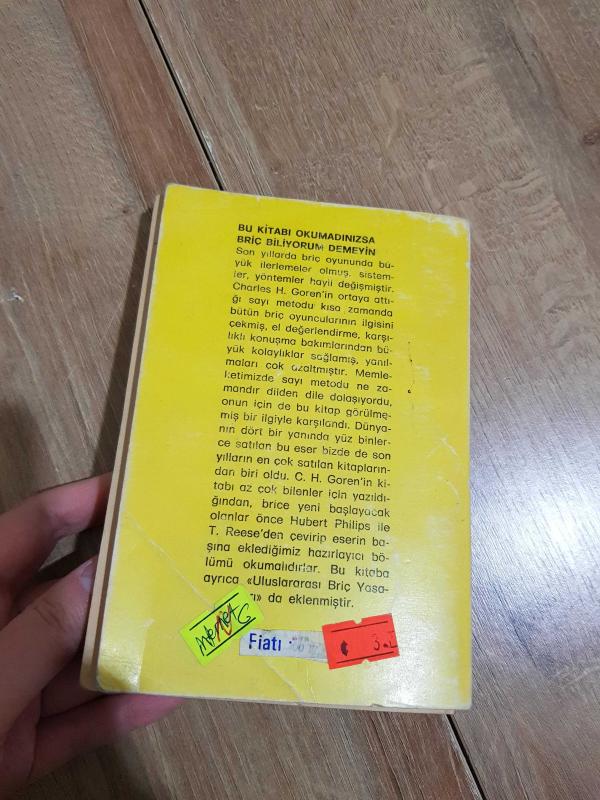 BU KİTABI OKUMADINIZSA
BRİÇ BİLİYORUM DEMEYİN
Son yıllarda briç oyununda bü-
yük ilerlemeler olmuş, sistem-
ler, yöntemler hayli değişmiştir.
Charles H. Goren'in ortaya attı-
ğı sayı metodu kısa zamanda
bütün briç oyuncularının ilgisini
çekmiş, el değerlendirme, karşı-
lıklı konuşma bakımlarından bü-
yük kolaylıklar sağlamış, yanıl-
maları çok azaltmıştır. Memle-
ketimizde sayı metodu ne za-
mandır dilden dile dolaşıyordu,
onun için de bu kitap görülme-
miş bir ilgiyle karşılandı. Dünya-
nın dört bir yanında yüz binler-
ce satılan bu eser bizde de son
yılların en çok satılan kitapların-
dan biri oldu. C. H. Goren'in ki-
tabı az çok bilenler için yazıldı-
ğından, brice yeni başlayacak
olanlar önce Hubert Philips ile
T. Reese'den çevirip eserin ba-
şına eklediğimiz hazırlayıcı bö-
lümü okumalıdırlar. Bu kitaba
ayrıca «Uluslararası Briç Yasa-
da eklenmiştir.
Fiatı